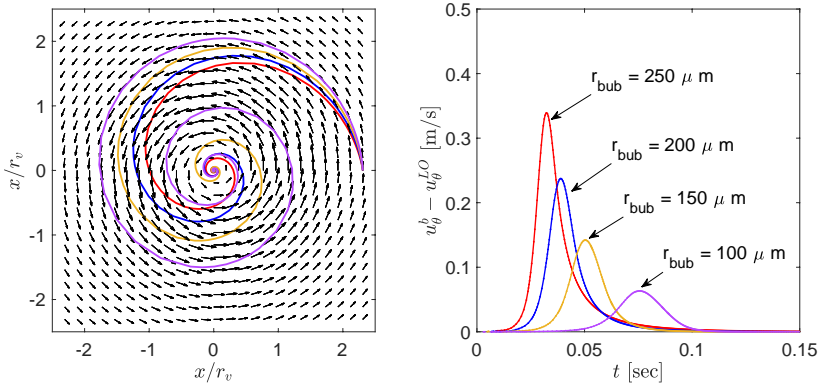 2
1
0
-1
-2
-2
-1
0
1
2
x/r_v
x/r_v
0.5
0.4
0.3
0.2
0.1
0
0
0.05
0.1
0.15
u_θ^b − u_θ^{LO} [m/s]
t [sec]
r_bub = 250 μ m
r_bub = 200 μ m
r_bub = 150 μ m
r_bub = 100 μ m